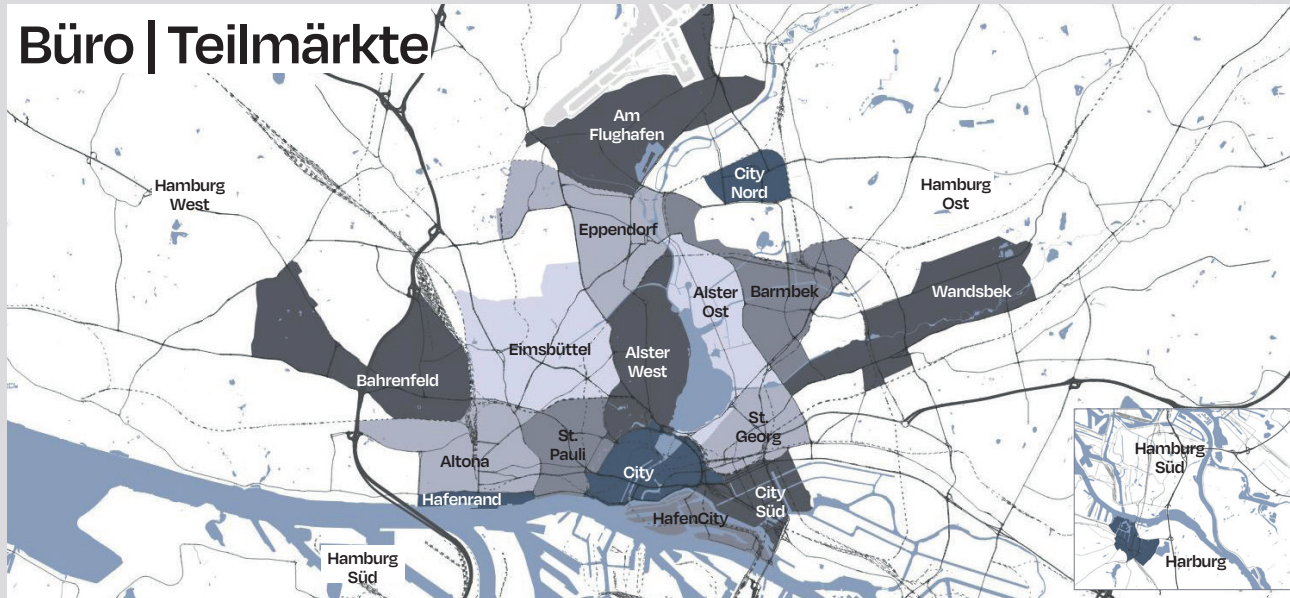 Büro | Teilmärkte
Am
Flughafen
City
Nord
Hamburg
West
Hamburg
Ost
Eppendorf
Alster
Ost
Barmbek
Wandsbek
Eimsbüttel
Alster
West
Bahrenfeld
St.
Georg
St.
Pauli
Altona
City
Hafenrand
City
Süd
HafenCity
Hamburg
Süd
Hamburg
Süd
Harburg